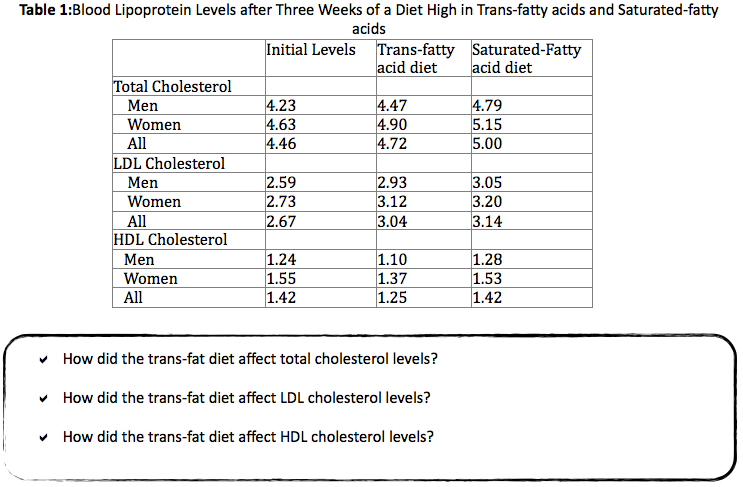 Table 1:Blood Lipoprotein Levels after Three Weeks of a Diet High in Trans-fatty acids and Saturated-fatty
acids
Initial Levels Trans-fatty acid diet Saturated-Fatty acid diet
Total Cholesterol
Men 4.23 4.47 4.79
Women 4.63 4.90 5.15
All 4.46 4.72 5.00
LDL Cholesterol
Men 2.59 2.93 3.05
Women 2.73 3.12 3.20
All 2.67 3.04 3.14
HDL Cholesterol
Men 1.24 1.10 1.28
Women 1.55 1.37 1.53
All 1.42 1.25 1.42
✓ How did the trans-fat diet affect total cholesterol levels?
✓ How did the trans-fat diet affect LDL cholesterol levels?
✓ How did the trans-fat diet affect HDL cholesterol levels?